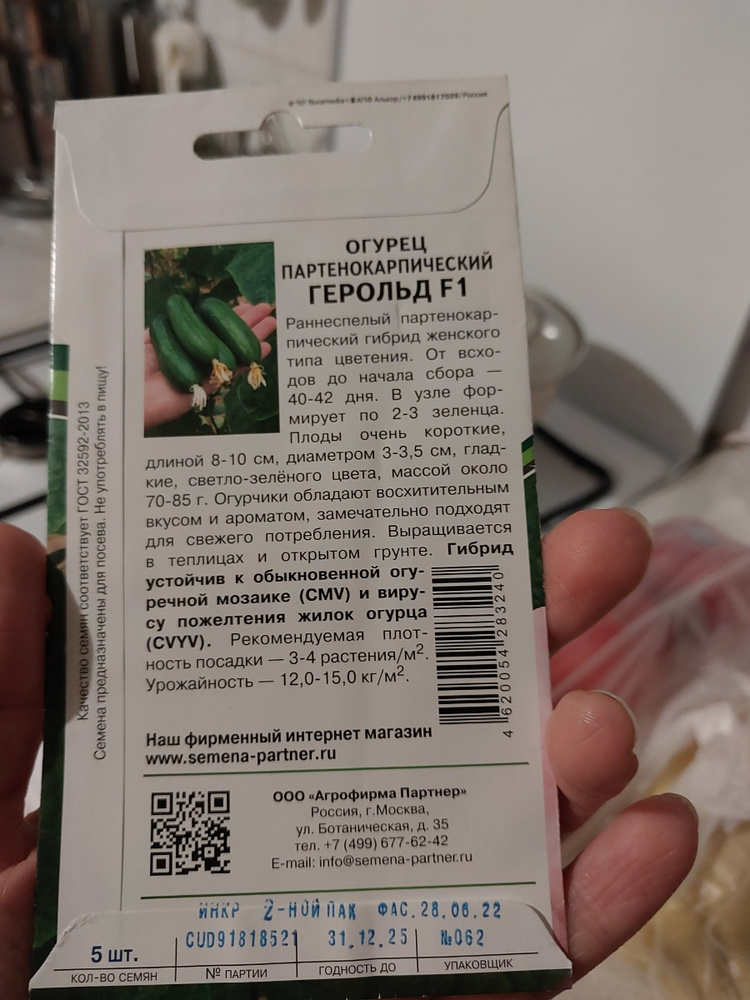 АПФ Алькор/+74991817039/Россия
ОГУРЕЦ
ПАРТЕНОКАРПИЧЕСКИЙ
ГЕРОЛЬД F1
Раннеспелый партенокар-
пический гибрид женского
типа цветения. От всхо-
дов до начала сбора —
40-42 дня. В узле фор-
мирует по 2-3 зеленца.
Плоды очень короткие,
длиной 8-10 см, диаметром 3-3,5 см, глад-
кие, светло-зелёного цвета, массой около
70-85 г. Огурчики обладают восхитительным
вкусом и ароматом, замечательно подходят
для свежего потребления. Выращивается
в теплицах и открытом грунте. Гибрид
устойчив к обыкновенной огу-
речной мозаике (CMV) и виру-
су пожелтения жилок огурца
(CVYV). Рекомендуемая плот-
ность посадки — 3-4 растения/м².
Урожайность — 12,0-15,0 кг/м².
4 620054 283240
Качество семян соответствует ГОСТ 32592-2013
Семена предназначены для посева. Не употреблять в пищу!
Наш фирменный интернет магазин
www.semena-partner.ru
ООО «Агрофирма Партнер»
Россия, г.Москва,
ул. Ботаническая, д. 35
тел. +7 (499) 677-62-42
E-mail: info@semena-partner.ru
ИНКР 2-НОЙ ПАК ФАС.28.06.22
5 шт. CUD91818521 31.12.25 №062
КОЛ-ВО СЕМЯН № ПАРТИИ ГОДНОСТЬ ДО УПАКОВЩИК